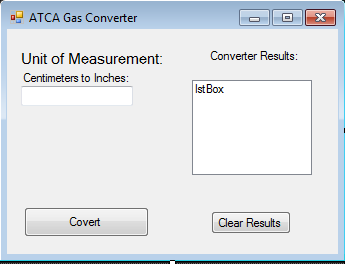 ATCA Gas Converter
Unit of Measurement:
Converter Results:
Centimeters to Inches:
lstBox
Covert
Clear Results